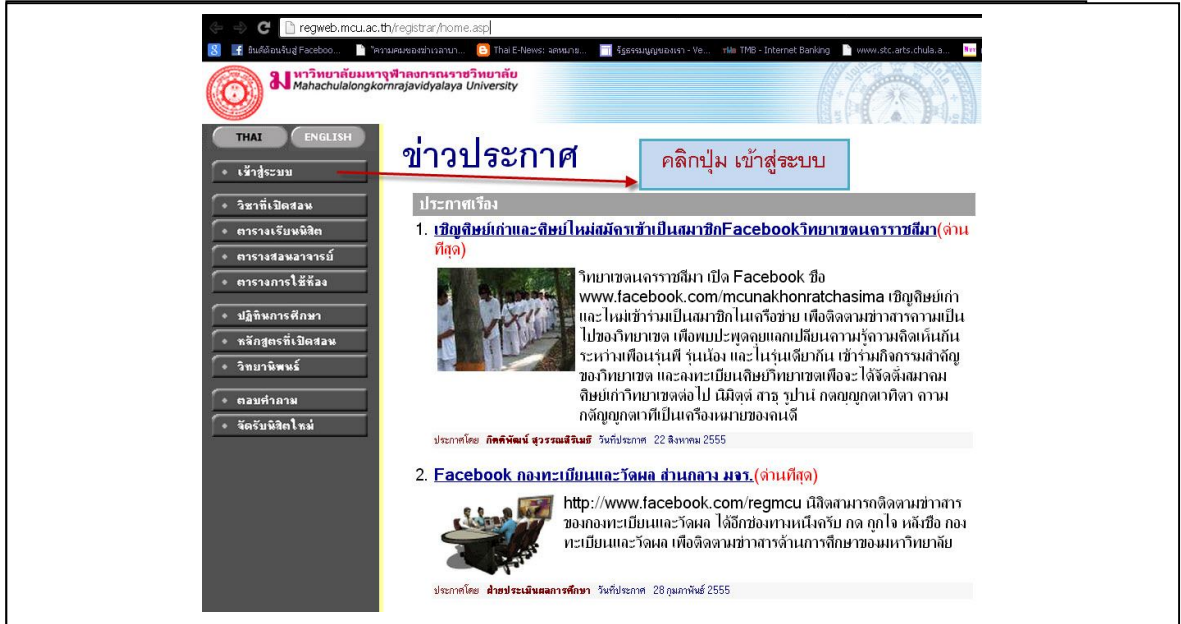 regweb.mcu.ac.th/registrar/home.asp
ยินดีต้อนรับสู่ Faceboo...
Thai E-News: จดหมาย...
รัฐธรรมนูญของเรา - Ve...
TMB - Internet Banking
www.stc.arts.chula.a...
มหาวิทยาลัยมหาจุฬาลงกรณราชวิทยาลัย
Mahachulalongkornrajavidyalaya University
THAI
ENGLISH
เข้าสู่ระบบ
วิชาที่เปิดสอน
ตารางเรียนนิสิต
ตารางสอนอาจารย์
ตารางการใช้ห้อง
ปฏิทินการศึกษา
หลักสูตรที่เปิดสอน
วิทยานิพนธ์
ตอบคำถาม
จัดรับนิสิตใหม่
ข่าวประกาศ
คลิกปุ่ม เข้าสู่ระบบ
ประกาศเรื่อง
1. เชิญศิษย์เก่าและศิษย์ใหม่สมัครเข้าเป็นสมาชิกFacebookวิทยาเขตนครราชสีมา(ด่วน
ที่สุด)
วิทยาเขตนครราชสีมา เปิด Facebook ชื่อ
www.facebook.com/mcunakhonratchasima เชิญศิษย์เก่า
และใหม่เข้าร่วมเป็นสมาชิกในเครือข่าย เพื่อติดตามข่าวสารความเป็น
ไปของวิทยาเขต เพื่อพบปะพูดคุยแลกเปลี่ยนความรู้ความคิดเห็นกัน
ระหว่างเพื่อนรุ่นพี่ รุ่นน้อง และในรุ่นเดียวกัน เข้าร่วมกิจกรรมสำคัญ
ของวิทยาเขต และลงทะเบียนศิษย์วิทยาเขตเพื่อจะได้จัดตั้งสมาคม
ศิษย์เก่าวิทยาเขตต่อไป นิมิตฺตํ สาธุ รูปานํ กตญฺญูกตเวทิตา ความ
กตัญญูกตเวทีเป็นเครื่องหมายของคนดี
ประกาศโดย กิตติพัฒน์ สุวรรณสิริเมธี วันที่ประกาศ 22 สิงหาคม 2555
2. Facebook กองทะเบียนและวัดผล ส่วนกลาง มจร.(ด่วนที่สุด)
http://www.facebook.com/regmcu นิสิตสามารถติดตามข่าวสาร
ของกองทะเบียนและวัดผล ได้อีกช่องทางหนึ่งครับ กด ถูกใจ หลังชื่อ กอง
ทะเบียนและวัดผล เพื่อติดตามข่าวสารด้านการศึกษาของมหาวิทยาลัย
ประกาศโดย ฝ่ายประเมินผลการศึกษา วันที่ประกาศ 28 กุมภาพันธ์ 2555